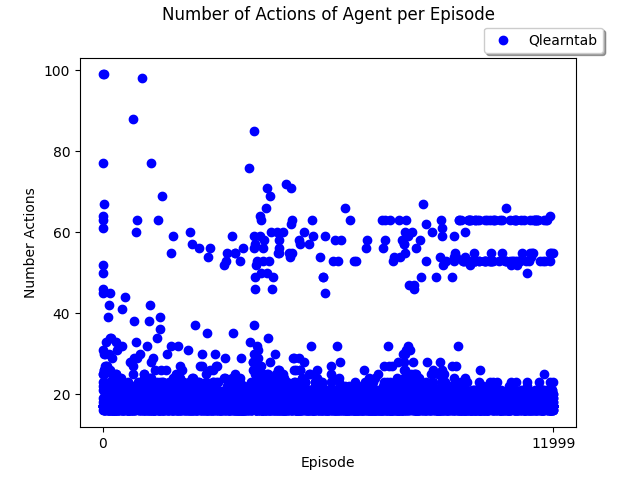 Number of Actions of Agent per Episode
Qlearntab
100
80
60
40
20
Number Actions
0
11999
Episode